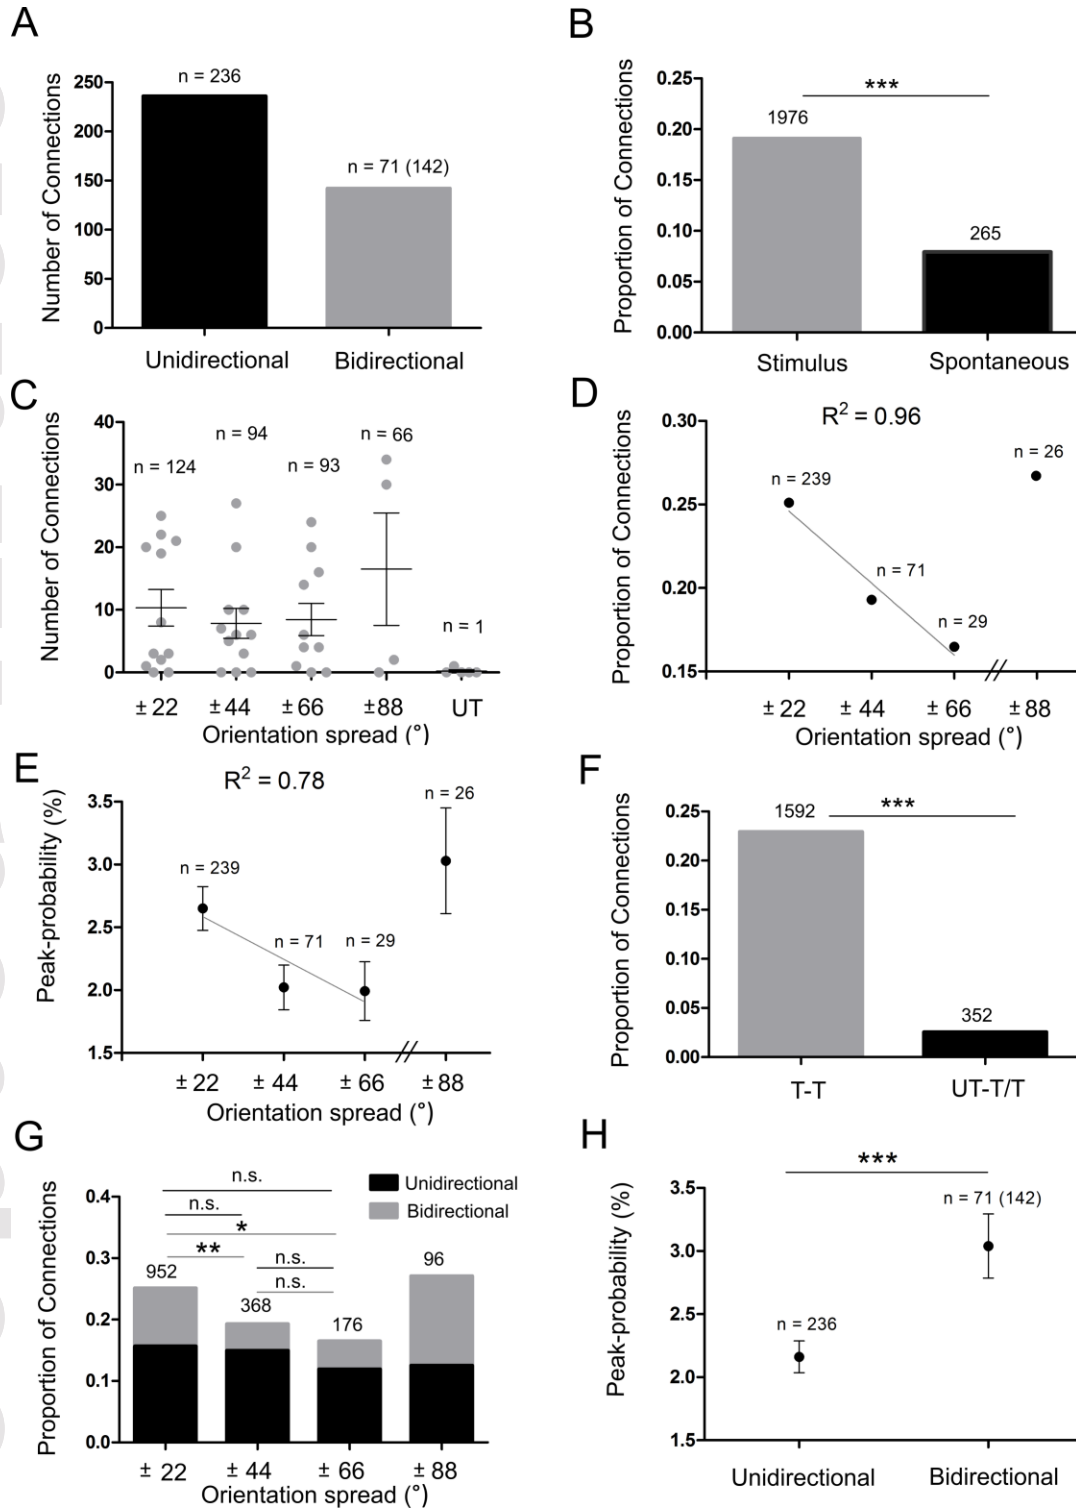 A
Number of Connections
250
200
150
100
50
0
n = 236
n = 71 (142)
Unidirectional
Bidirectional
B
Proportion of Connections
0.25
0.20
0.15
0.10
0.05
0.00
***
1976
265
Stimulus
Spontaneous
C
Number of Connections
40
30
20
10
0
n = 124
n = 94
n = 93
n = 66
n = 1
± 22
± 44
± 66
±88
UT
Orientation spread (°)
D
Proportion of Connections
R² = 0.96
0.30
0.25
0.20
0.15
n = 239
n = 71
n = 29
n = 26
± 22
± 44
± 66
± 88
Orientation spread (°)
E
Peak-probability (%)
R² = 0.78
3.5
3.0
2.5
2.0
1.5
n = 239
n = 71
n = 29
n = 26
± 22
± 44
± 66
± 88
Orientation spread (°)
F
Proportion of Connections
0.25
0.20
0.15
0.10
0.05
0.00
***
1592
352
T-T
UT-T/T
G
Proportion of Connections
0.4
0.3
0.2
0.1
0.0
n.s.
n.s.
*
**
n.s.
n.s.
Unidirectional
Bidirectional
952
368
176
96
± 22
± 44
± 66
± 88
Orientation spread (°)
H
Peak-probability (%)
3.5
3.0
2.5
2.0
1.5
***
n = 71 (142)
n = 236
Unidirectional
Bidirectional